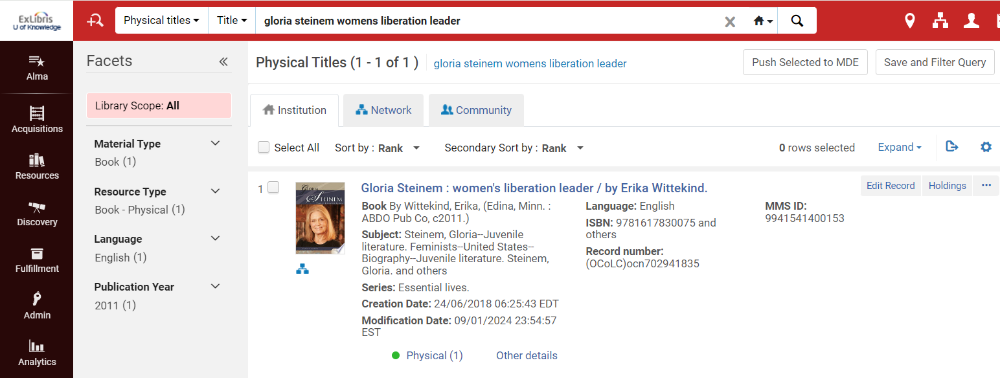 ExLibris
U of Knowledge
Physical titles
Title
gloria steinem womens liberation leader
Alma
Acquisitions
Resources
Discovery
Fulfillment
Admin
Analytics
Facets
Library Scope: All
Material Type
Book (1)
Resource Type
Book - Physical (1)
Language
English (1)
Publication Year
2011 (1)
Physical Titles (1 - 1 of 1 )
gloria steinem womens liberation leader
Push Selected to MDE
Save and Filter Query
Institution
Network
Community
Select All
Sort by : Rank
Secondary Sort by : Rank
0 rows selected
Expand
1
GLORIA
STEINEM
Gloria Steinem : women's liberation leader / by Erika Wittekind.
Edit Record
Holdings
Book By Wittekind, Erika, (Edina, Minn. :
ABDO Pub Co, c2011.)
Subject: Steinem, Gloria--Juvenile
literature. Feminists--United States--
Biography--Juvenile literature. Steinem,
Gloria. and others
Series: Essential lives.
Creation Date: 24/06/2018 06:25:43 EDT
Modification Date: 09/01/2024 23:54:57
EST
Language: English
ISBN: 9781617830075 and
others
Record number:
(OCoLC)ocn702941835
MMS ID:
9941541400153
Physical (1)
Other details